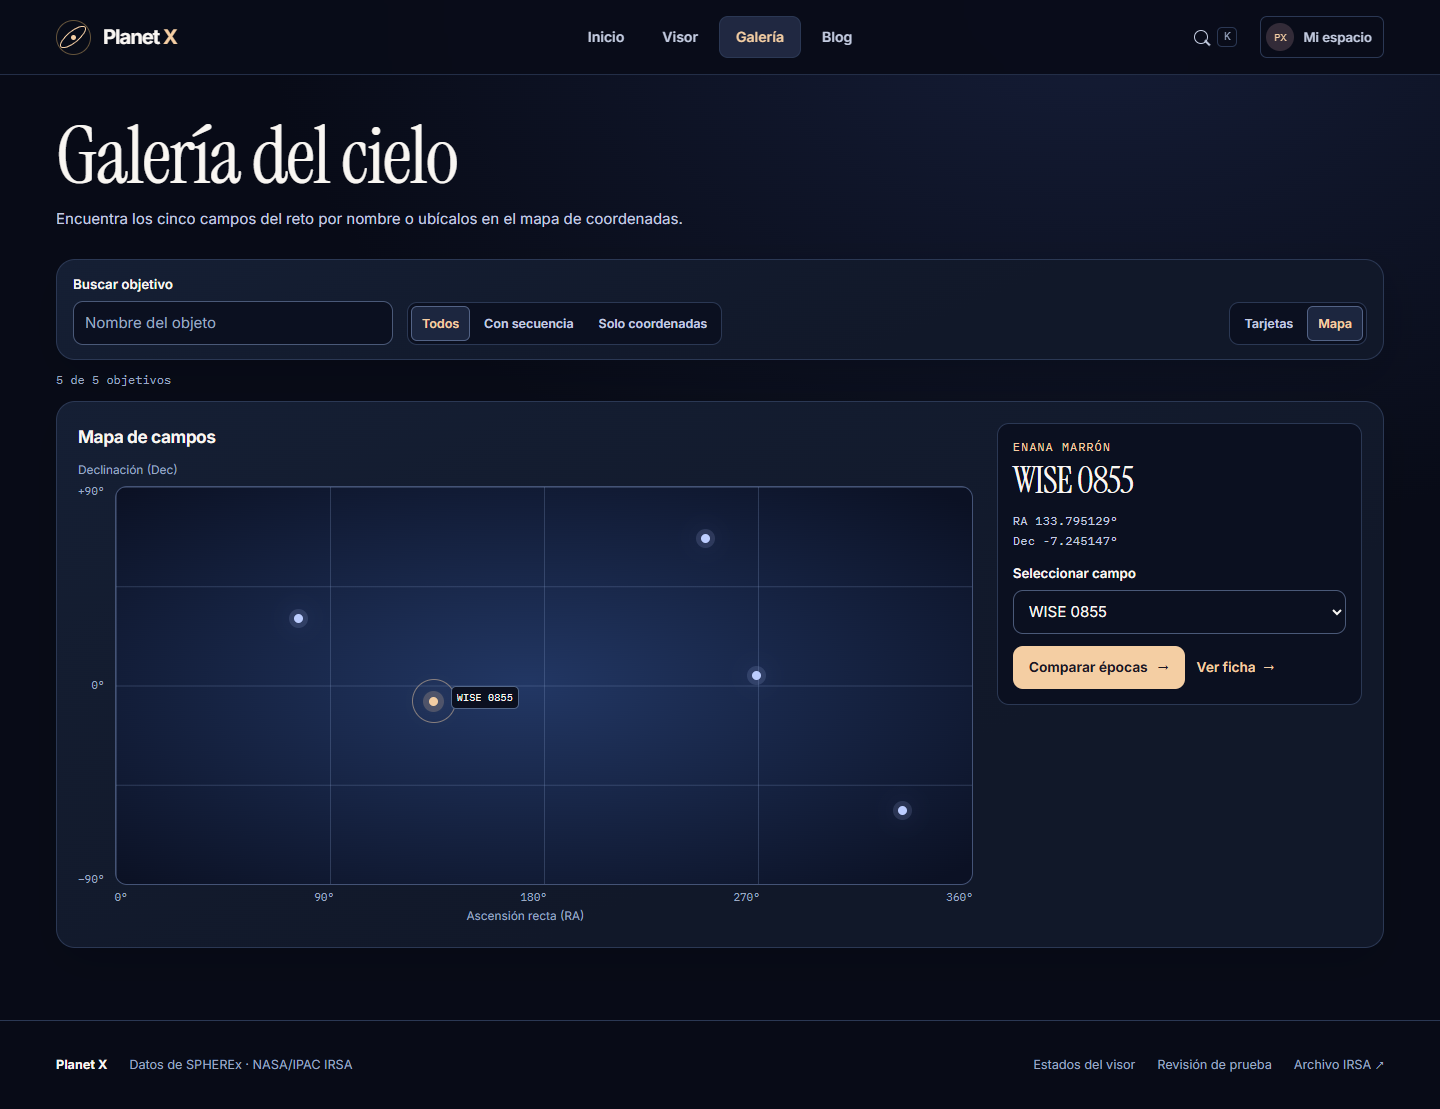 Planet X
Inicio
Visor
Galería
Blog
K
PX
Mi espacio
Galería del cielo
Encuentra los cinco campos del reto por nombre o ubícalos en el mapa de coordenadas.
Buscar objetivo
Nombre del objeto
Todos
Con secuencia
Solo coordenadas
Tarjetas
Mapa
5 de 5 objetivos
Mapa de campos
Declinación (Dec)
+90°
0°
−90°
WISE 0855
0°
90°
180°
270°
360°
Ascensión recta (RA)
ENANA MARRÓN
WISE 0855
RA 133.795129°
Dec -7.245147°
Seleccionar campo
WISE 0855
Comparar épocas →
Ver ficha →
Planet X
Datos de SPHEREx · NASA/IPAC IRSA
Estados del visor
Revisión de prueba
Archivo IRSA ↗